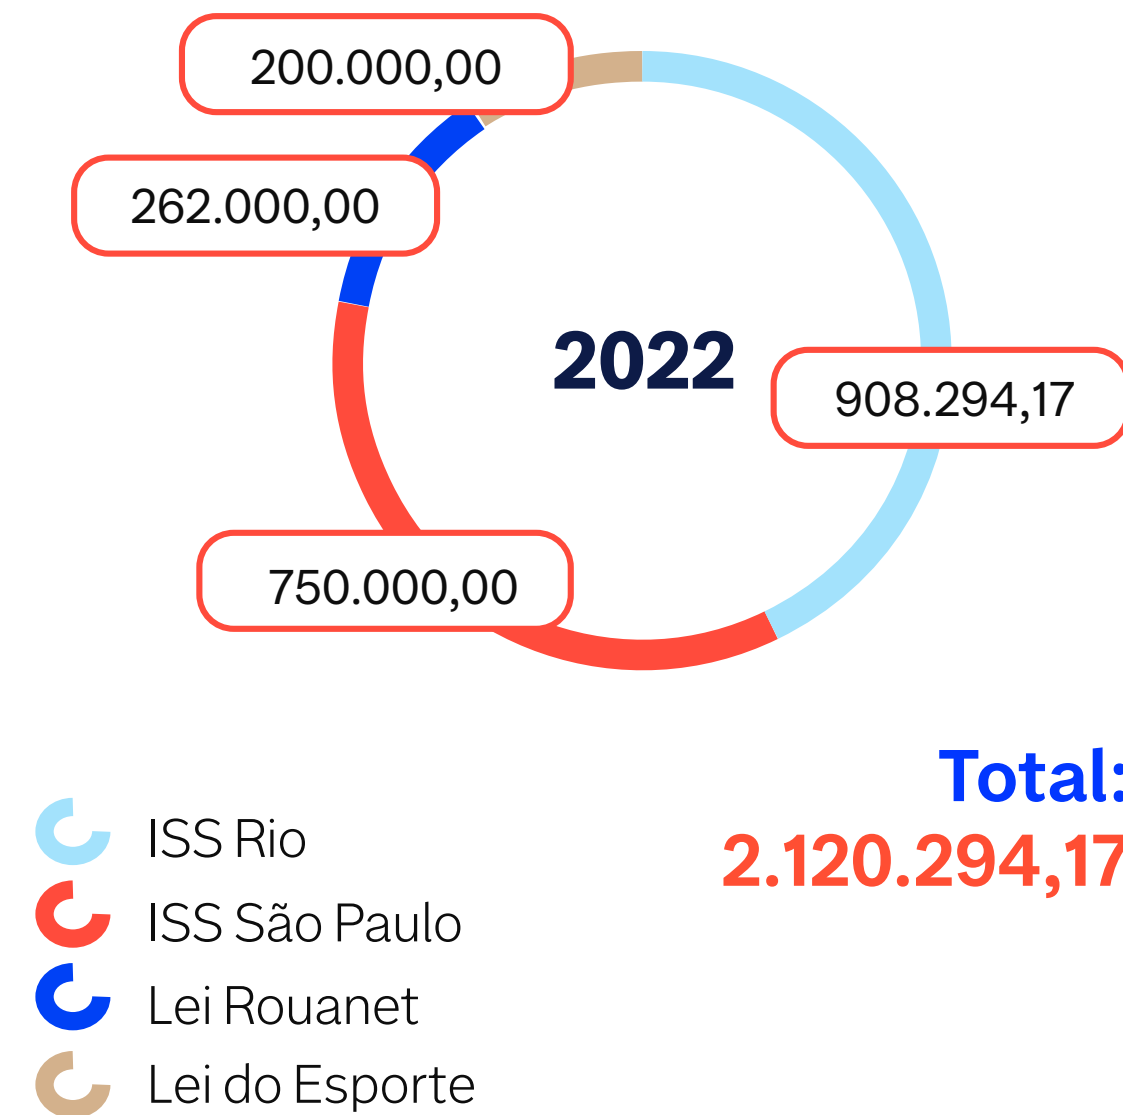 200.000,00
262.000,00
2022
908.294,17
750.000,00
Total:
2.120.294,17
ISS Rio
ISS São Paulo
Lei Rouanet
Lei do Esporte